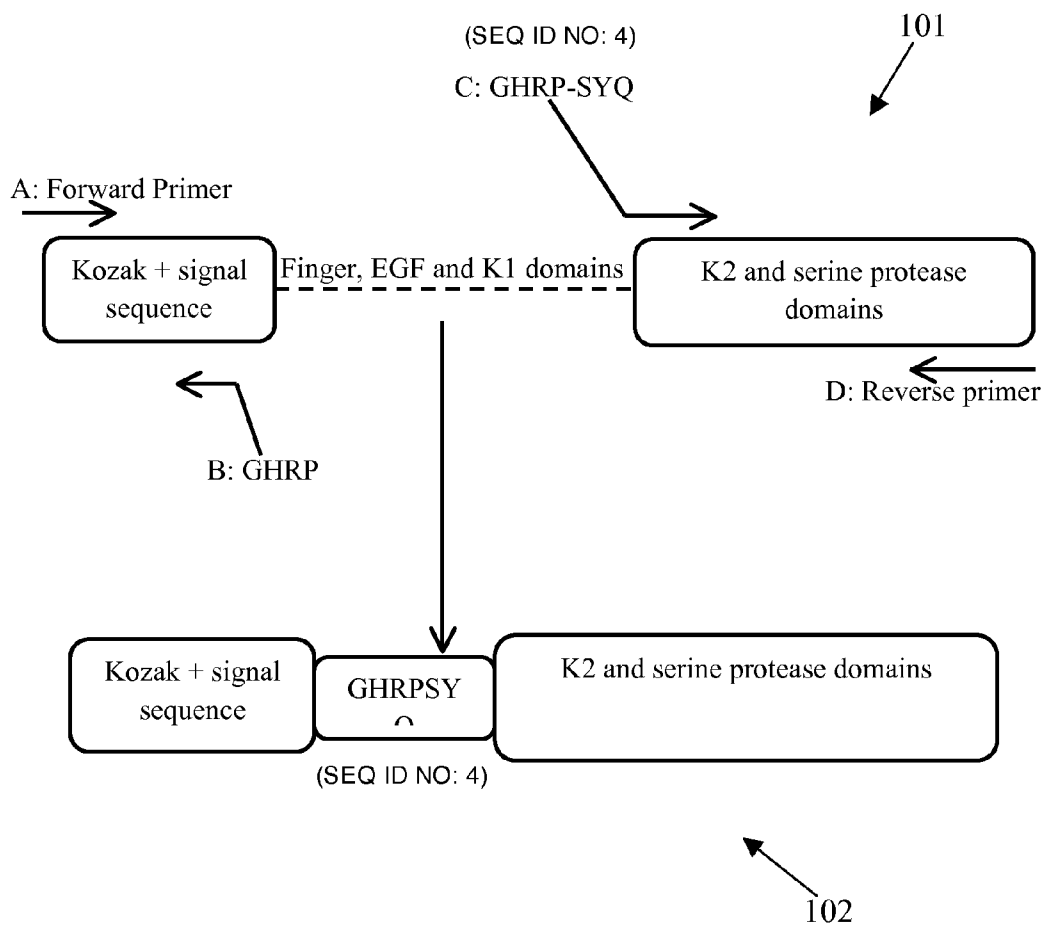 (SEQ ID NO: 4)
101
C: GHRP-SYQ
A: Forward Primer
Kozak + signal
sequence
Finger, EGF and K1 domains
K2 and serine protease
domains
D: Reverse primer
B: GHRP
Kozak + signal
sequence
GHRPSY
Q
K2 and serine protease domains
(SEQ ID NO: 4)
102